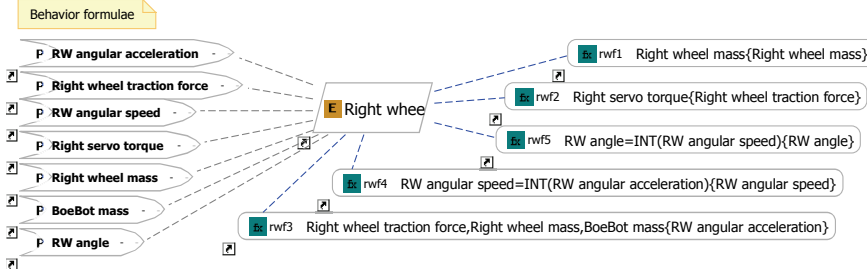 Behavior formulae
P RW angular acceleration -
P Right wheel traction force -
P RW angular speed -
P Right servo torque -
P Right wheel mass -
P BoeBot mass -
P RW angle -
E Right whee
fx rwf1 Right wheel mass{Right wheel mass}
fx rwf2 Right servo torque{Right wheel traction force}
fx rwf5 RW angle=INT(RW angular speed){RW angle}
fx rwf4 RW angular speed=INT(RW angular acceleration){RW angular speed}
fx rwf3 Right wheel traction force,Right wheel mass,BoeBot mass{RW angular acceleration}